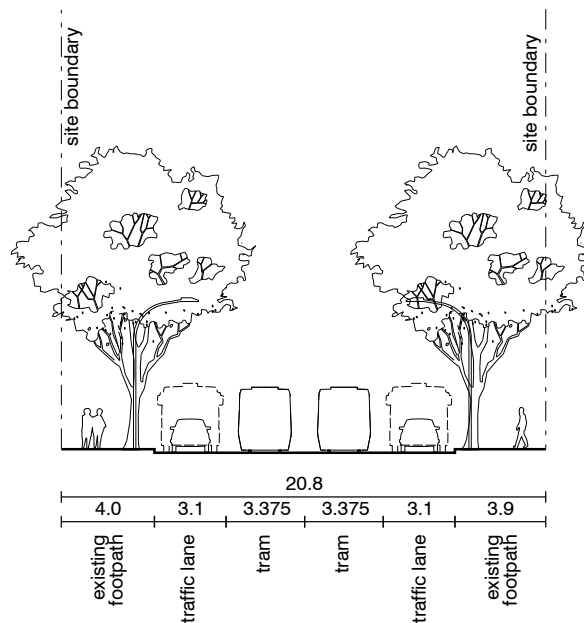 site boundary
site boundary
20.8
4.0 3.1 3.375 3.375 3.1 3.9
existing
footpath
traffic lane
tram
tram
traffic lane
existing
footpath